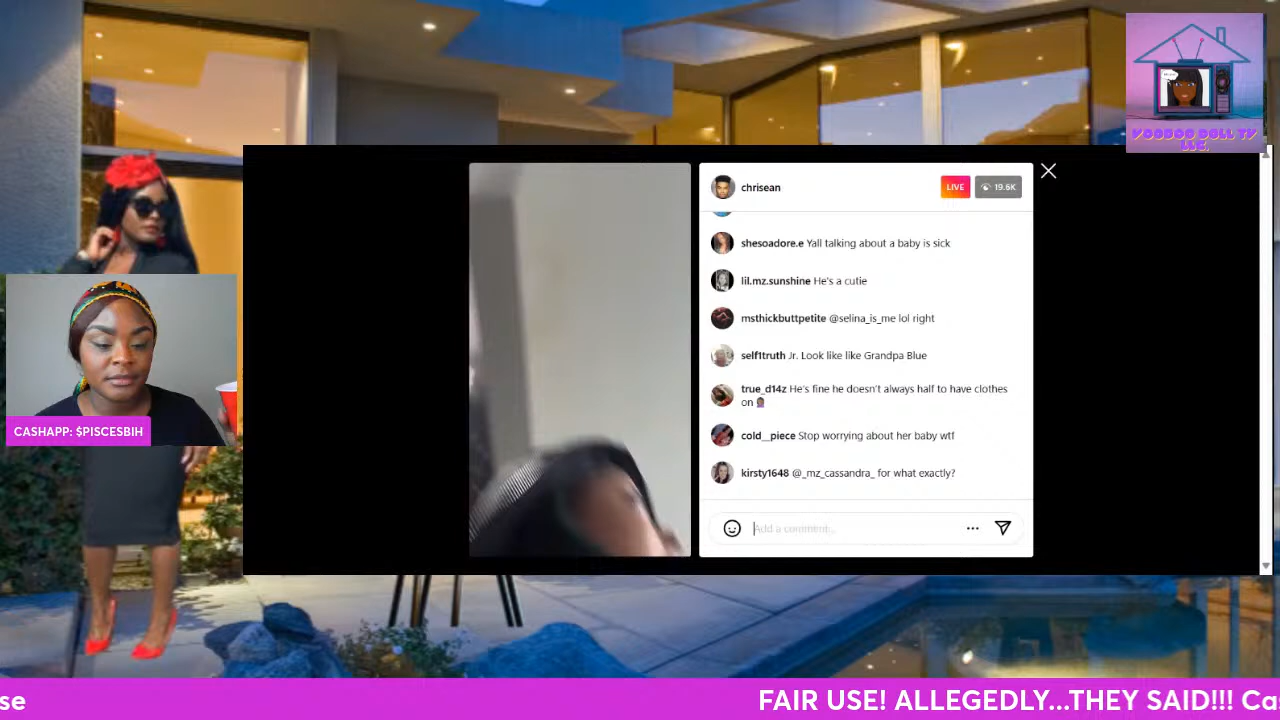 VOODOO DOLL TV
LLC.
chrisean
LIVE
19.6K
shesoadore.e Yall talking about a baby is sick
lil.mz.sunshine He's a cutie
msthickbuttpetite @selina_is_me lol right
self1truth Jr. Look like like Grandpa Blue
true_d14z He's fine he doesn't always half to have clothes
on
cold__piece Stop worrying about her baby wtf
kirsty1648 @_mz_cassandra_ for what exactly?
Add a comment...
CASHAPP: $PISCESBIH
se
FAIR USE! ALLEGEDLY...THEY SAID!!! Cas